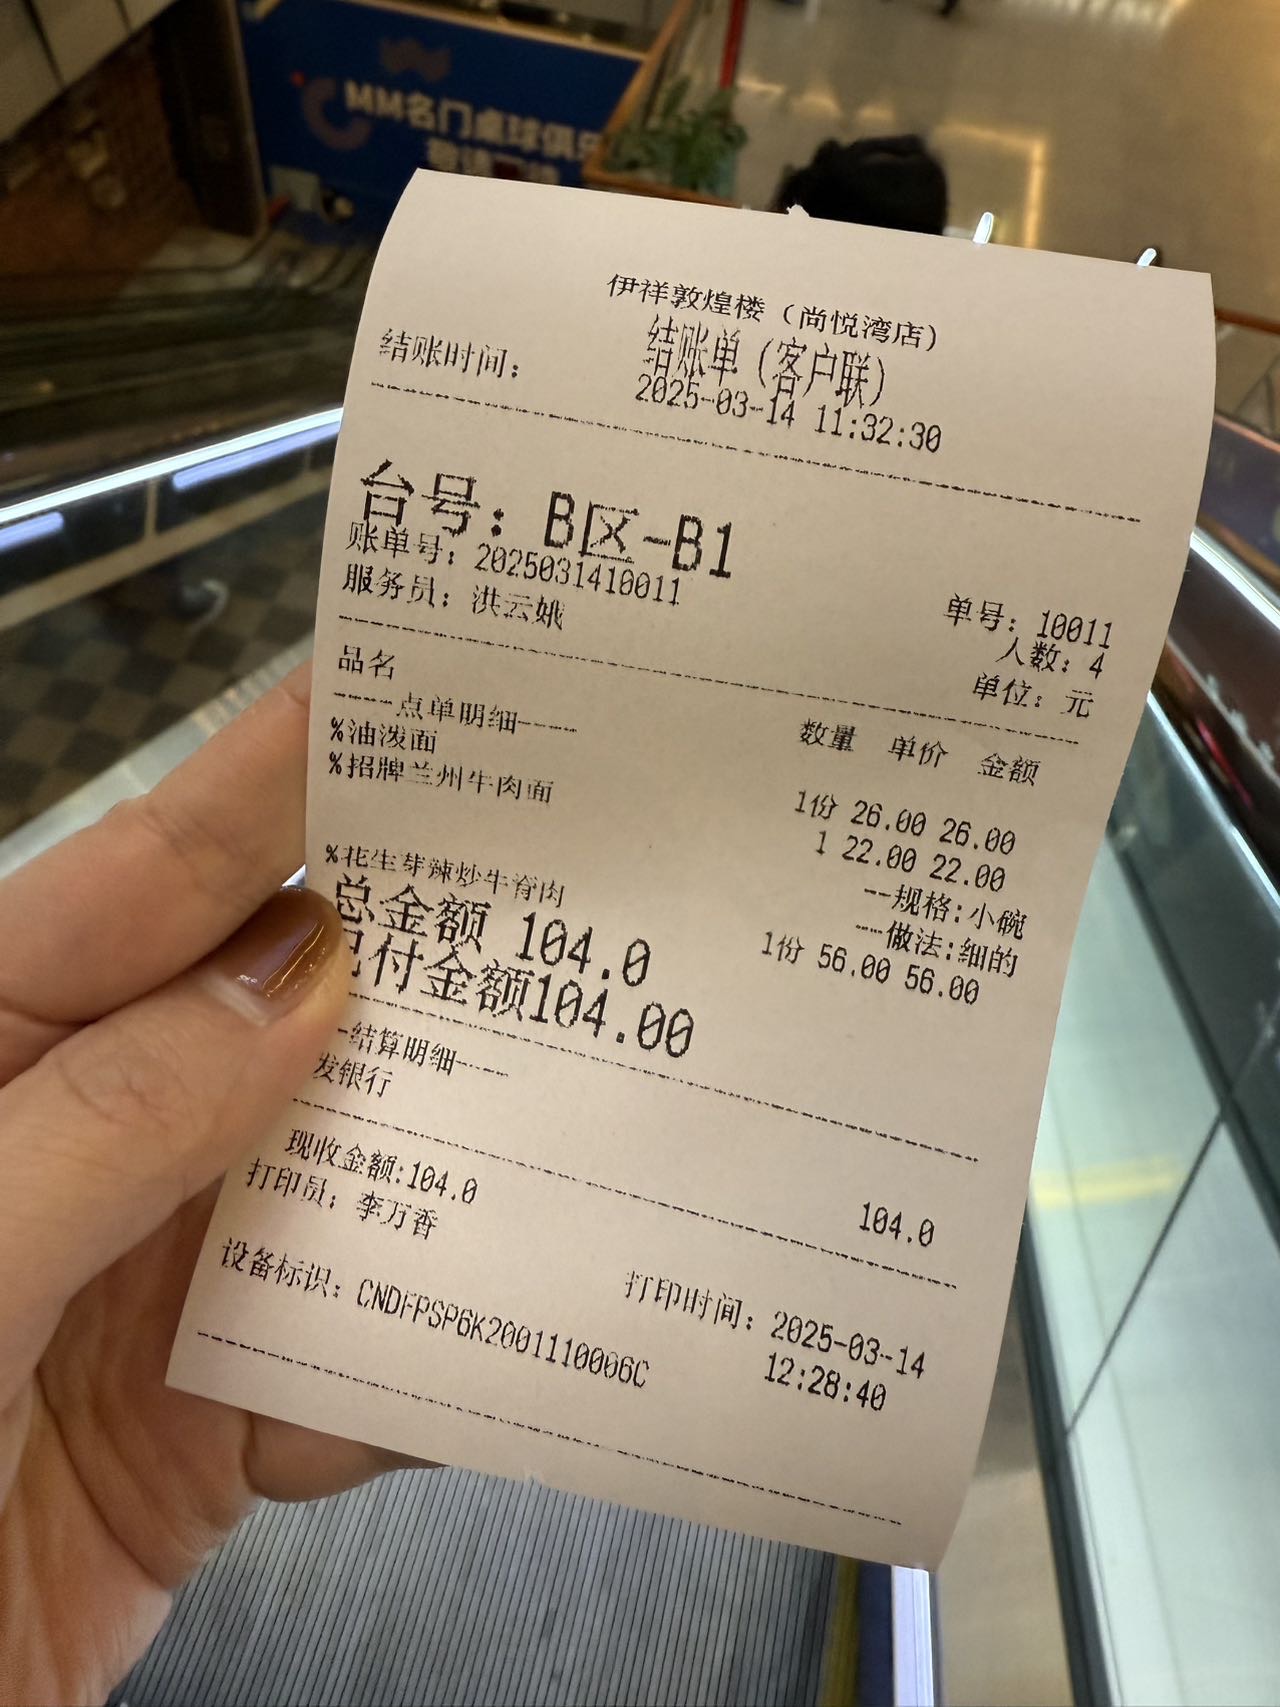 MM名门桌球俱乐
伊祥敦煌楼（尚悦湾店）
结账单（客户联）
结账时间： 2025-03-14 11:32:30
台号： B区-B1
账单号： 2025031410011 单号： 10011
服务员： 洪云娥 人数： 4
单位： 元
品名 数量 单价 金额
-----点单明细-----
%油泼面 1份 26.00 26.00
%招牌兰州牛肉面 1 22.00 22.00
--规格:小碗
---做法:细的
%花生芽辣炒牛脊肉 1份 56.00 56.00
总金额 104.0
付金额104.00
-结算明细-----
发银行 104.0
现收金额:104.0
打印员： 李万香 打印时间： 2025-03-14
12:28:40
设备标识： CNDFPSP6K2001110006C